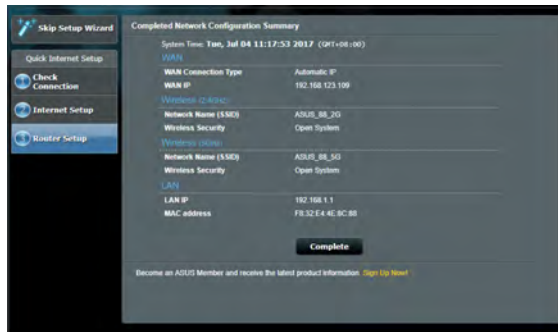 Skip Setup Wizard
Quick Internet Setup
1 Check
Connection
2 Internet Setup
3 Router Setup
Completed Network Configuration Summary
System Time: Tue, Jul 04 11:17:53 2017 (GMT+08:00)
WAN
WAN Connection Type Automatic IP
WAN IP 192.168.123.109
Wireless (2.4GHz)
Network Name (SSID) ASUS_88_2G
Wireless Security Open System
Wireless (5GHz)
Network Name (SSID) ASUS_88_5G
Wireless Security Open System
LAN
LAN IP 192.168.1.1
MAC address F8:32:E4:4E:8C:88
Complete
Become an ASUS Member and receive the latest product information. Sign Up Now!